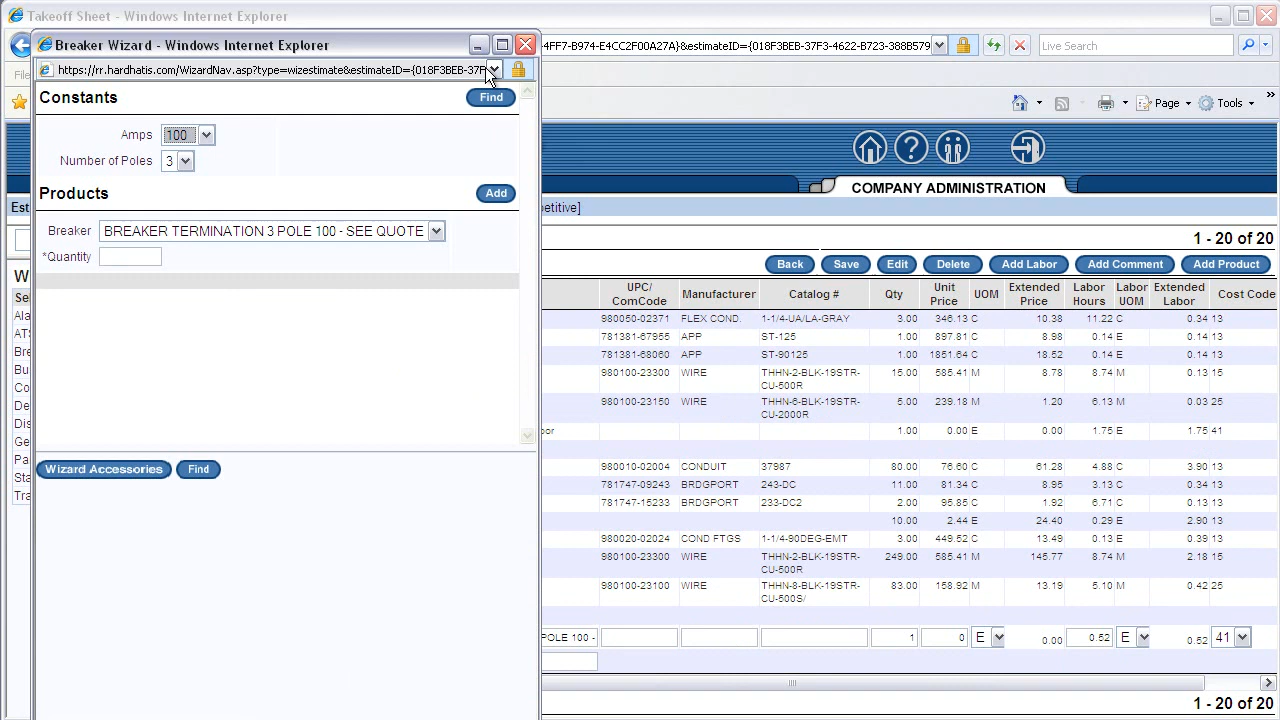 Takeoff Sheet - Windows Internet Explorer
Breaker Wizard - Windows Internet Explorer
4FF7-B974-E4CC2F00A27A}&estimateID={018F3BEB-37F3-4622-B723-388B579
Live Search
https://rr.hardhatis.com/WizardNav.asp?type=wizestimate&estimateID={018F3BEB-37F
Page
Tools
Constants
Find
Amps
100
Number of Poles
3
Products
Add
Breaker
BREAKER TERMINATION 3 POLE 100 - SEE QUOTE
*Quantity
Wizard Accessories
Find
COMPANY ADMINISTRATION
petitive]
1 - 20 of 20
Back Save Edit Delete Add Labor Add Comment Add Product
UPC/ ComCode Manufacturer Catalog # Qty Unit Price UOM Extended Price Labor Hours Labor UOM Extended Labor Cost Code
980050-02371 FLEX COND. 1-1/4-UA/LA-GRAY 3.00 346.13 C 10.38 11.22 C 0.34 13
781381-67955 APP ST-125 1.00 897.81 C 8.98 0.14 E 0.14 13
781381-68060 APP ST-90125 1.00 1851.64 C 18.52 0.14 E 0.14 13
980100-23300 WIRE THHN-2-BLK-19STR-CU-500R 15.00 585.41 M 8.78 8.74 M 0.13 15
980100-23150 WIRE THHN-6-BLK-19STR-CU-2000R 5.00 239.18 M 1.20 6.13 M 0.03 25
or 1.00 0.00 E 0.00 1.75 E 1.75 41
980010-02004 CONDUIT 37987 76.60 C 61.28 4.88 C 3.90 13
781747-09243 BRDGPORT 243-DC 11.00 81.34 C 8.95 3.13 C 0.34 13
781747-15233 BRDGPORT 233-DC2 2.00 95.85 C 1.92 6.71 C 0.13 13
10.00 2.44 E 24.40 0.29 E 2.90 13
980020-02024 COND FTGS 1-1/4-90DEG-EMT 3.00 449.52 C 13.49 0.13 E 0.39 13
980100-23300 WIRE THHN-2-BLK-19STR-CU-500R 249.00 585.41 M 145.77 8.74 M 2.18 15
980100-23100 WIRE THHN-8-BLK-19STR-CU-500S/ 83.00 158.92 M 13.19 5.10 M 0.42 25
POLE 100 - 1 0 E 0.00 0.52 E 0.52 41
1 - 20 of 20